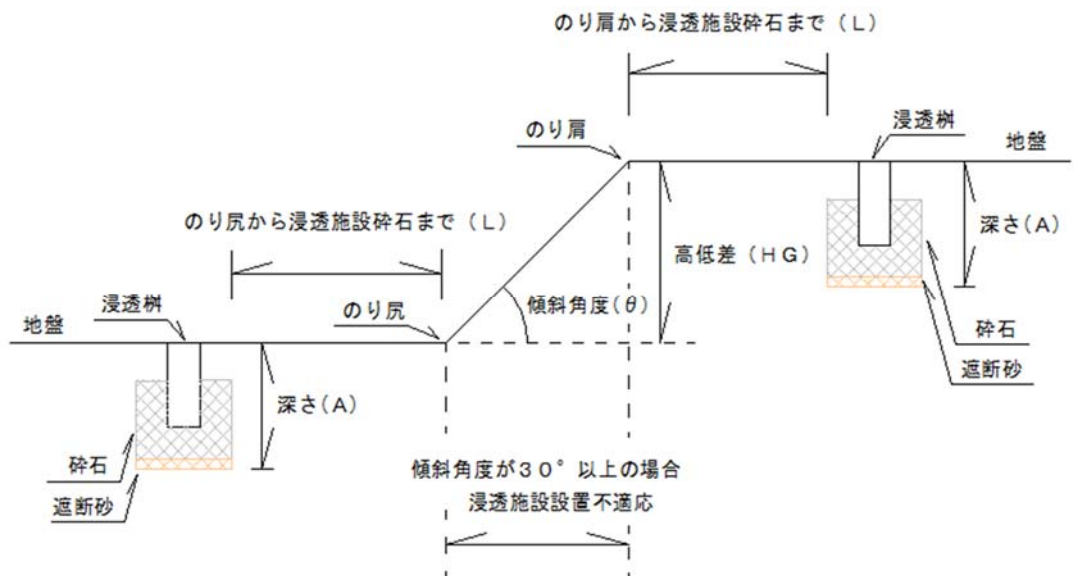 のり肩から浸透施設砕石まで（Ｌ）
のり肩
浸透桝
地盤
のり尻から浸透施設砕石まで（Ｌ）
高低差（ＨＧ）
深さ(Ａ)
浸透桝
のり尻
傾斜角度(θ)
地盤
砕石
遮断砂
深さ(Ａ)
砕石
遮断砂
傾斜角度が３０°以上の場合
浸透施設設置不適応